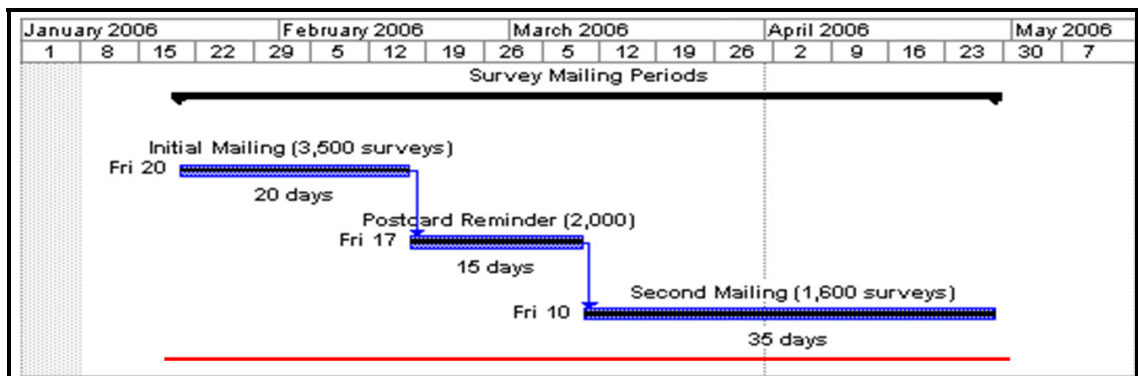 January 2006 February 2006 March 2006 April 2006 May 2006
1 8 15 22 29 5 12 19 26 5 12 19 26 2 9 16 23 30 7
Survey Mailing Periods
Initial Mailing (3,500 surveys)
Fri 20
20 days
Postcard Reminder (2,000)
Fri 17
15 days
Second Mailing (1,600 surveys)
Fri 10
35 days